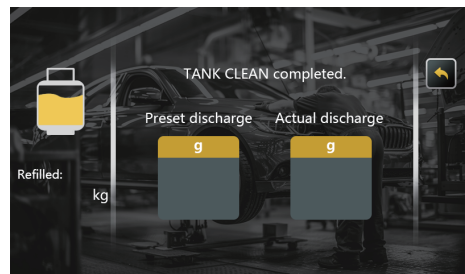 TANK CLEAN completed.
Preset discharge
Actual discharge
g
g
Refilled:
kg